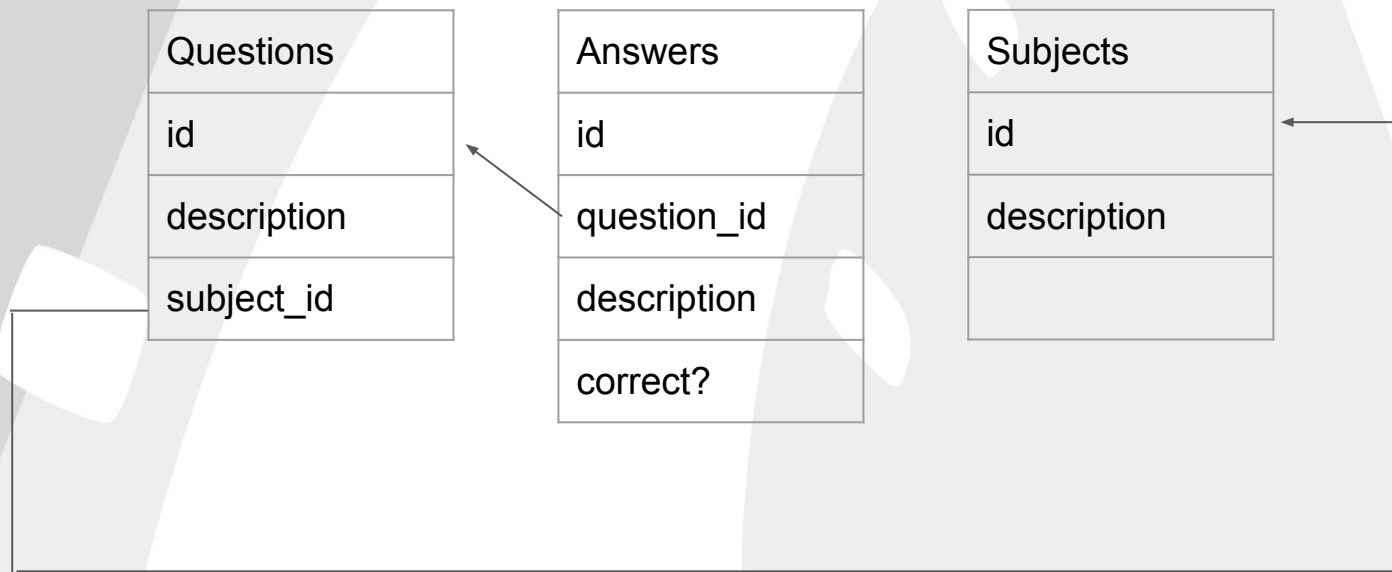 Questions
id
description
subject_id
Answers
id
question_id
description
correct?
Subjects
id
description